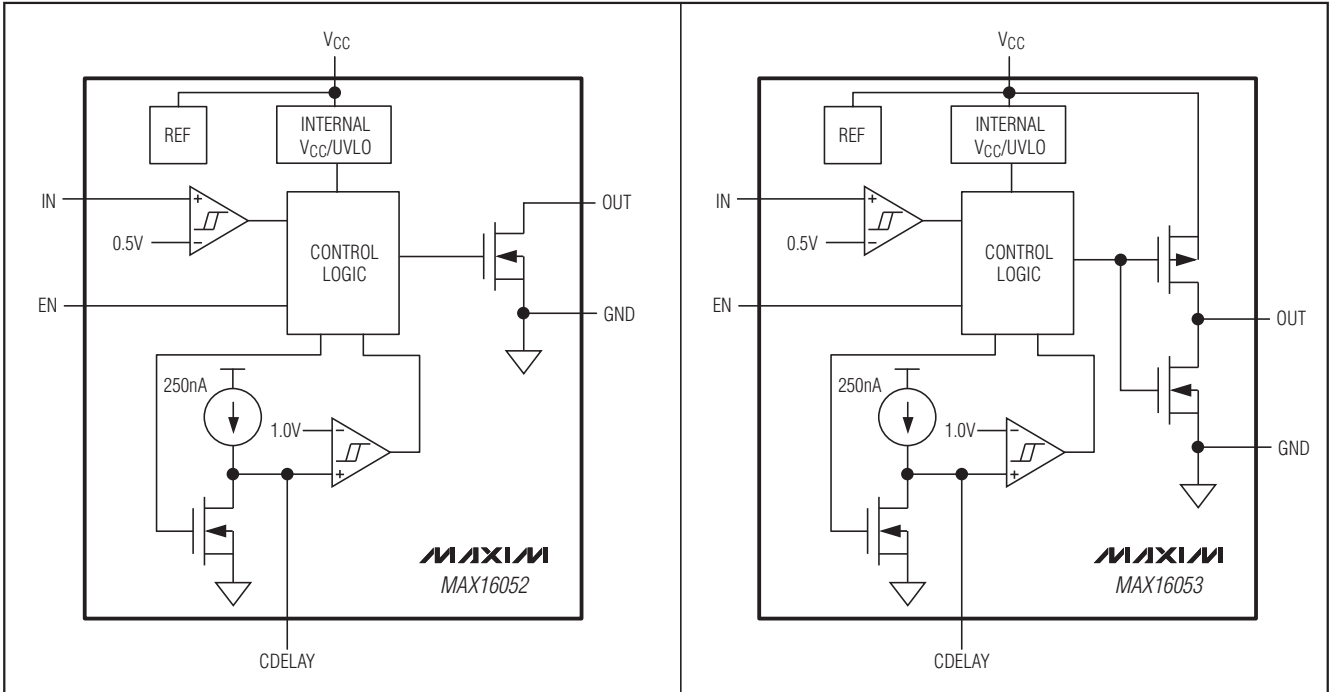 VCC
REF
INTERNAL
VCC/UVLO
IN
+
0.5V
–
CONTROL
LOGIC
OUT
EN
GND
250nA
1.0V
–
+
MAXIM
MAX16052
CDELAY
VCC
REF
INTERNAL
VCC/UVLO
IN
+
0.5V
–
CONTROL
LOGIC
EN
OUT
250nA
1.0V
–
+
GND
MAXIM
MAX16053
CDELAY